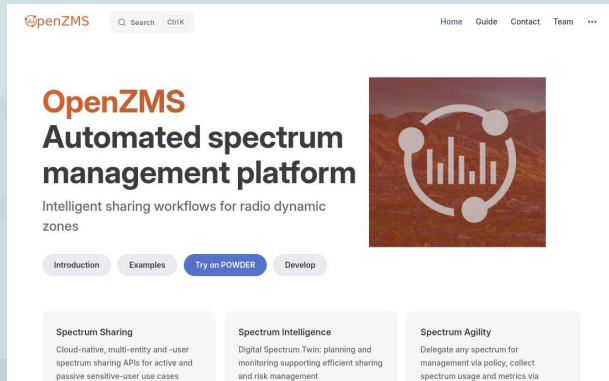 OpenZMS
Search
Ctrl K
Home
Guide
Contact
Team
OpenZMS
Automated spectrum
management platform
Intelligent sharing workflows for radio dynamic
zones
Introduction
Examples
Try on POWDER
Develop
Spectrum Sharing
Cloud-native, multi-entity and -user
spectrum sharing APIs for active and
passive sensitive-user use cases
Spectrum Intelligence
Digital Spectrum Twin: planning and
monitoring supporting efficient sharing
and risk management
Spectrum Agility
Delegate any spectrum for
management via policy, collect
spectrum usage and metrics via